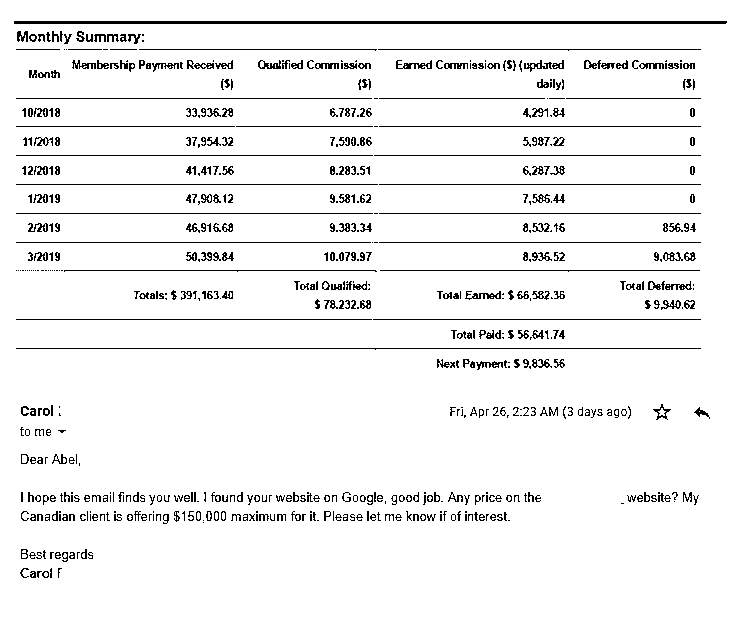 Monthly Summary:
Month Membership Payment Received ($) Qualified Commission ($) Earned Commission ($) (updated daily) Deferred Commission ($)
10/2018 33,936.28 6.787.26 4,291.84 0
11/2018 37,954.32 7,590.86 5,987.22 0
12/2018 41,417.56 8.283.51 6,287.38 0
1/2019 47,908.12 9.581.62 7,586.44 0
2/2019 46,916.68 9.383.34 8,532.16 856.94
3/2019 50,399.84 10.079.97 8,936.52 9,083.68
Totals: $ 391,163.40 Total Qualified: $ 78.232.68 Total Earned: $ 66,582.36 Total Deferred: $ 9,940.62
Total Paid: $ 56,641.74
Next Payment: $ 9,836.56
Carol
Fri, Apr 26, 2:23 AM (3 days ago)
to me
Dear Abel,
I hope this email finds you well. I found your website on Google, good job. Any price on the website? My
Canadian client is offering $150,000 maximum for it. Please let me know if of interest.
Best regards
Carol F